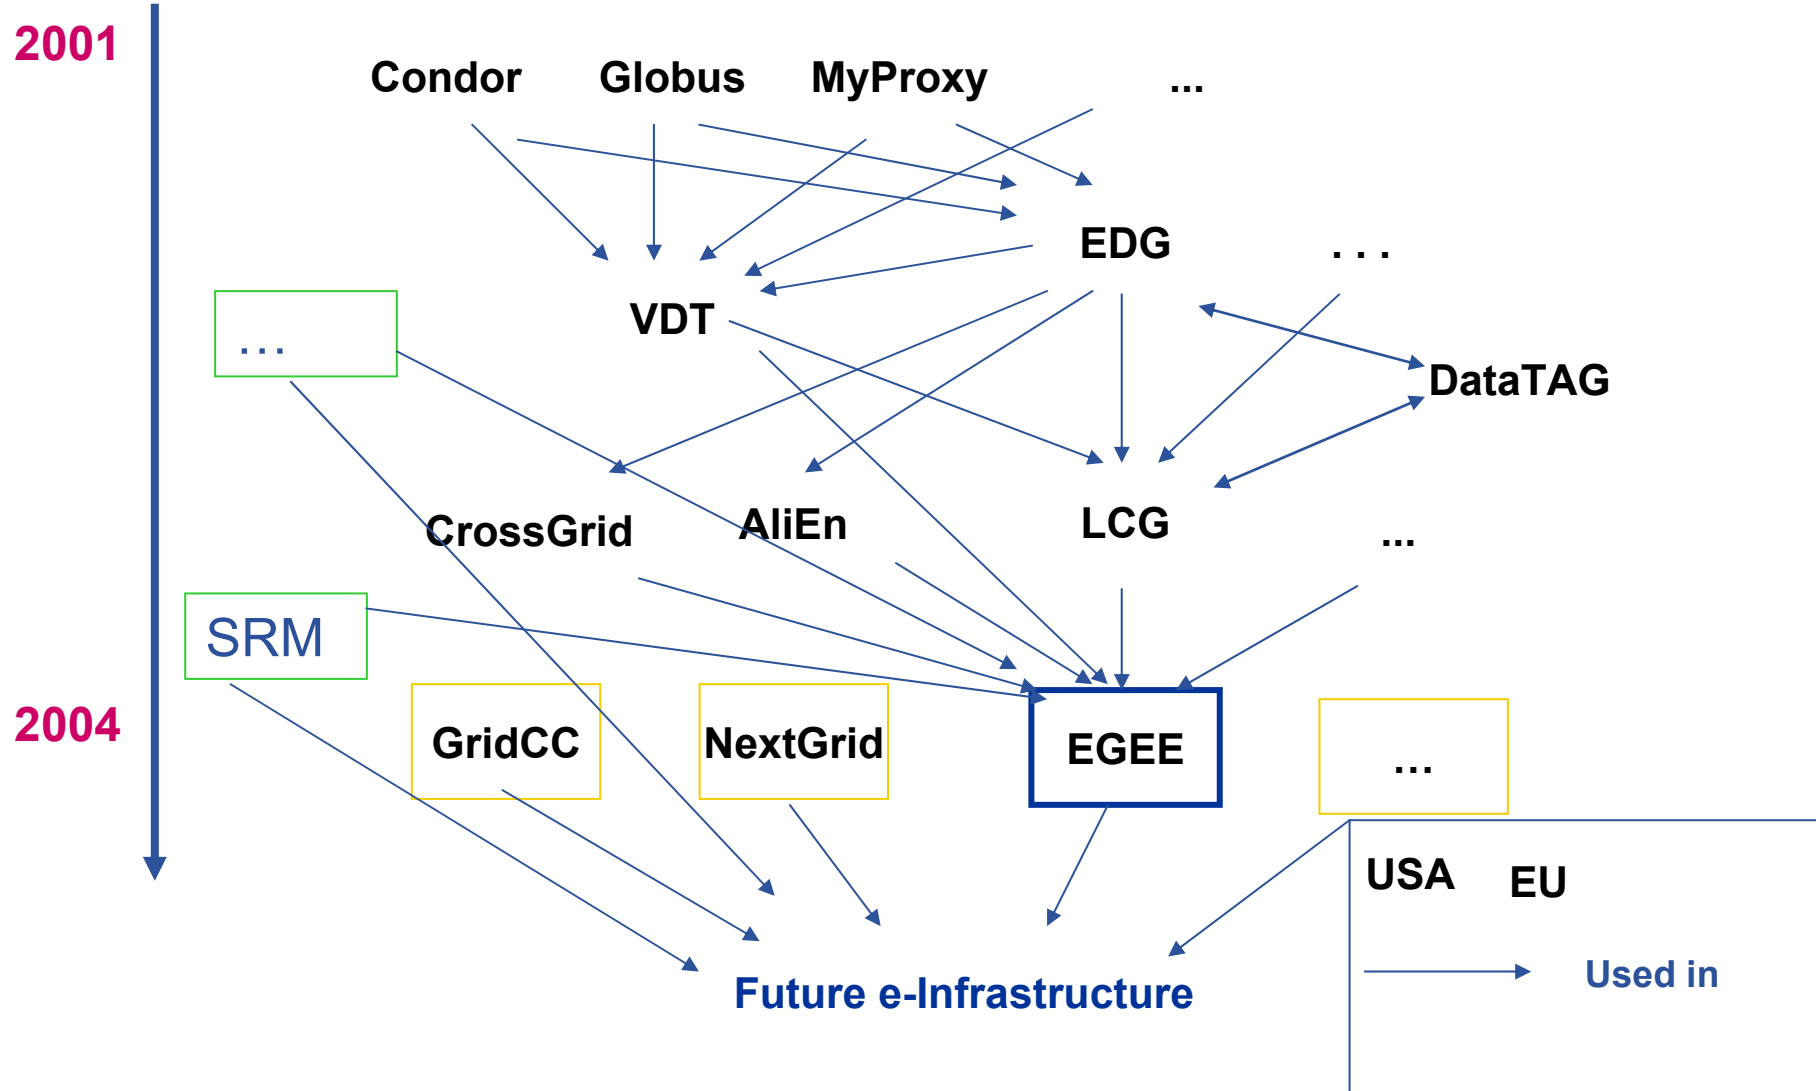 2001
Condor Globus MyProxy ...
EDG . . .
VDT
...
DataTAG
CrossGrid AliEn LCG ...
SRM
2004
GridCC NextGrid EGEE ...
USA EU
Used in
Future e-Infrastructure